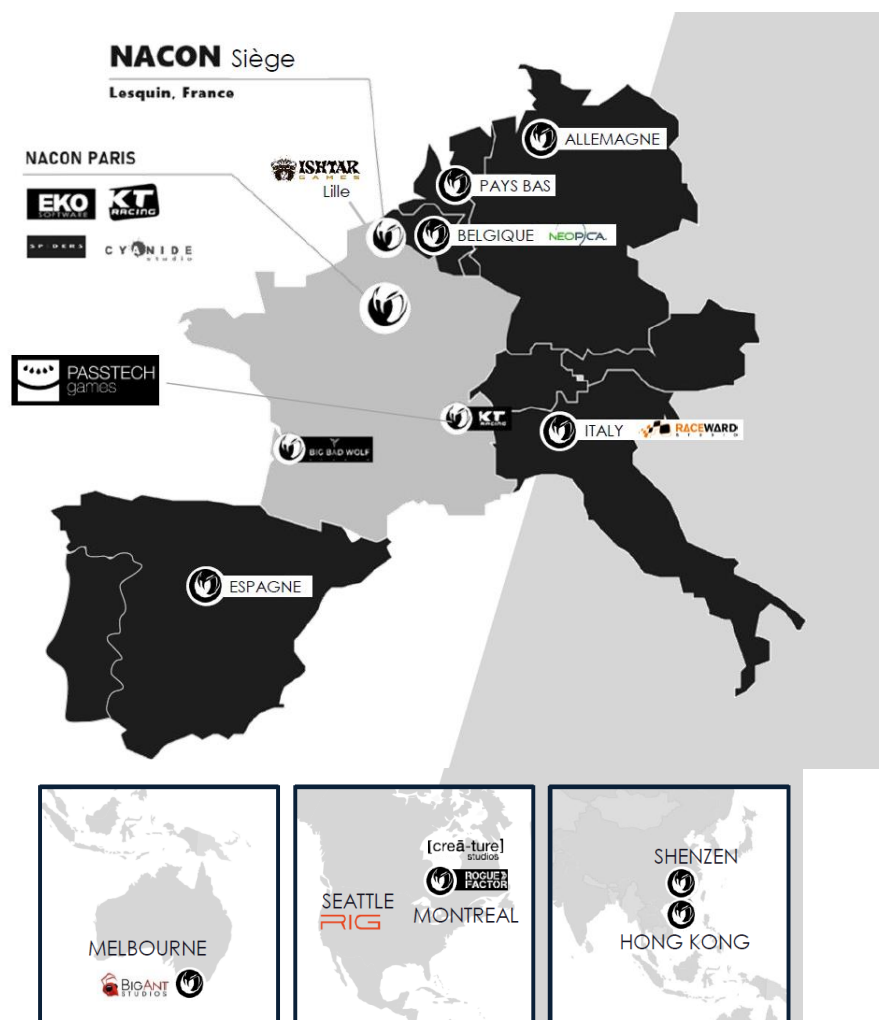 NACON Siège
Lesquin, France
NACON PARIS
EKO
SOFTWARE
KT
RACING
SPIDERS
CYANIDE
studio
ISHTAR
GAMES
Lille
ALLEMAGNE
PAYS BAS
BELGIQUE
NEOPICA
PASSTECH
games
KT
RACING
BIG BAD WOLF
ITALY
RACEWARD
STUDIO
ESPAGNE
MELBOURNE
BIGANT
STUDIOS
[creā-ture]
studios
ROGUE
FACTOR
SEATTLE
RIG
MONTREAL
SHENZEN
HONG KONG